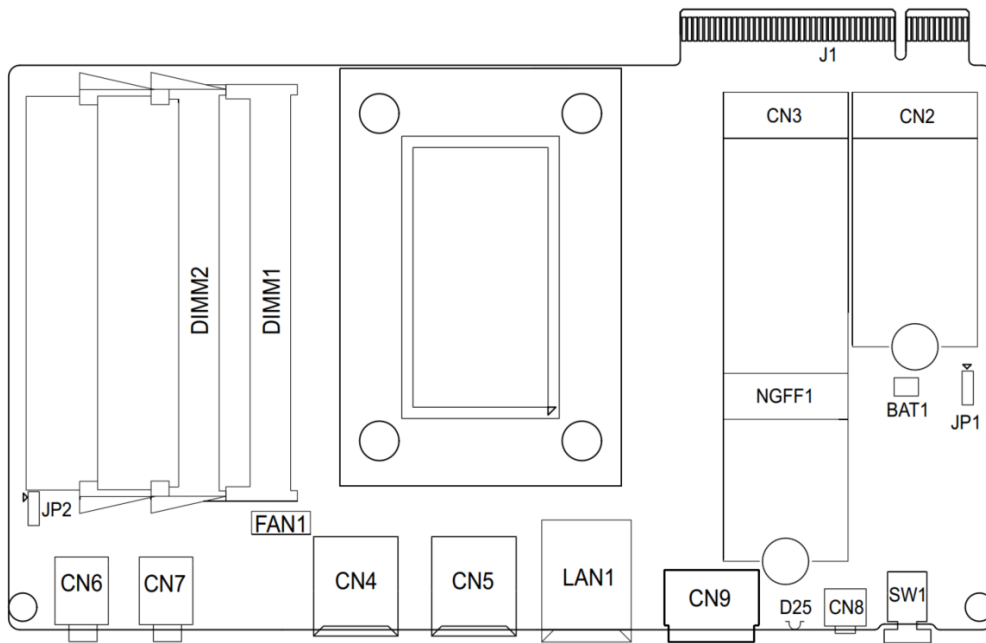 J1
CN3
CN2
DIMM2
DIMM1
NGFF1
BAT1
JP1
JP2
FAN1
CN6
CN7
CN4
CN5
LAN1
CN9
D25
CN8
SW1